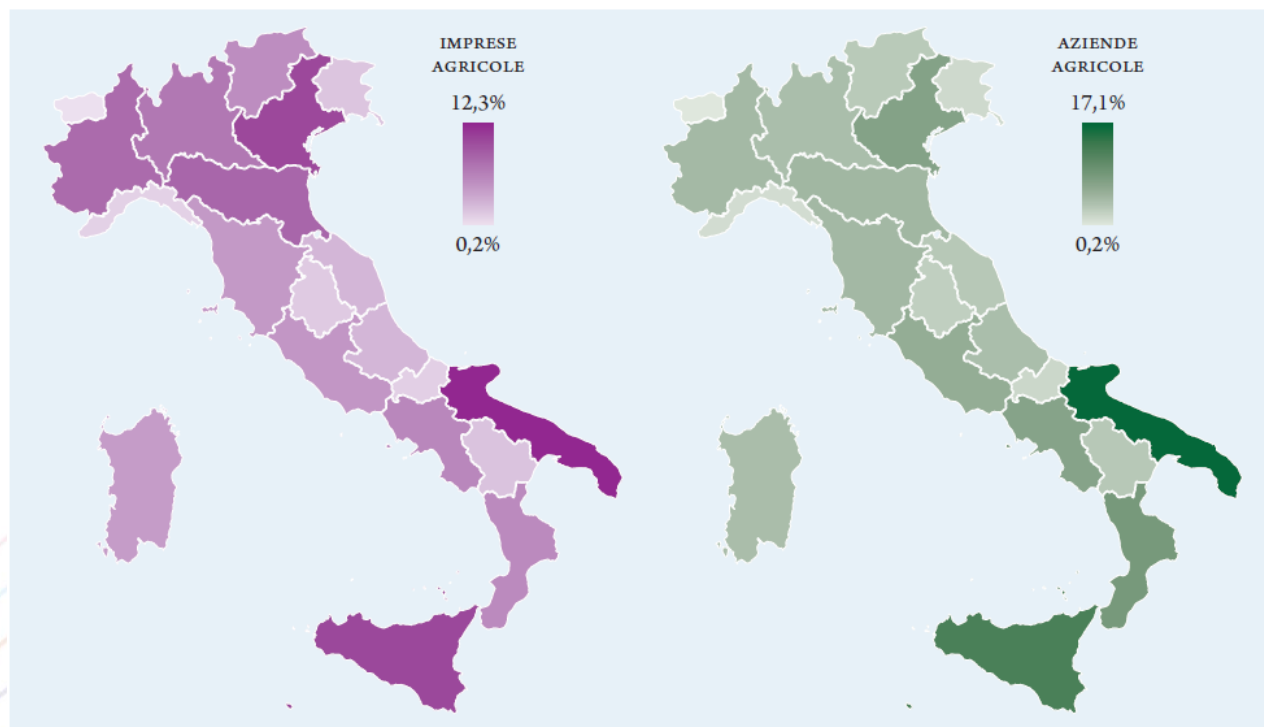 IMPRESE
AGRICOLE
12,3%
0,2%
AZIENDE
AGRICOLE
17,1%
0,2%